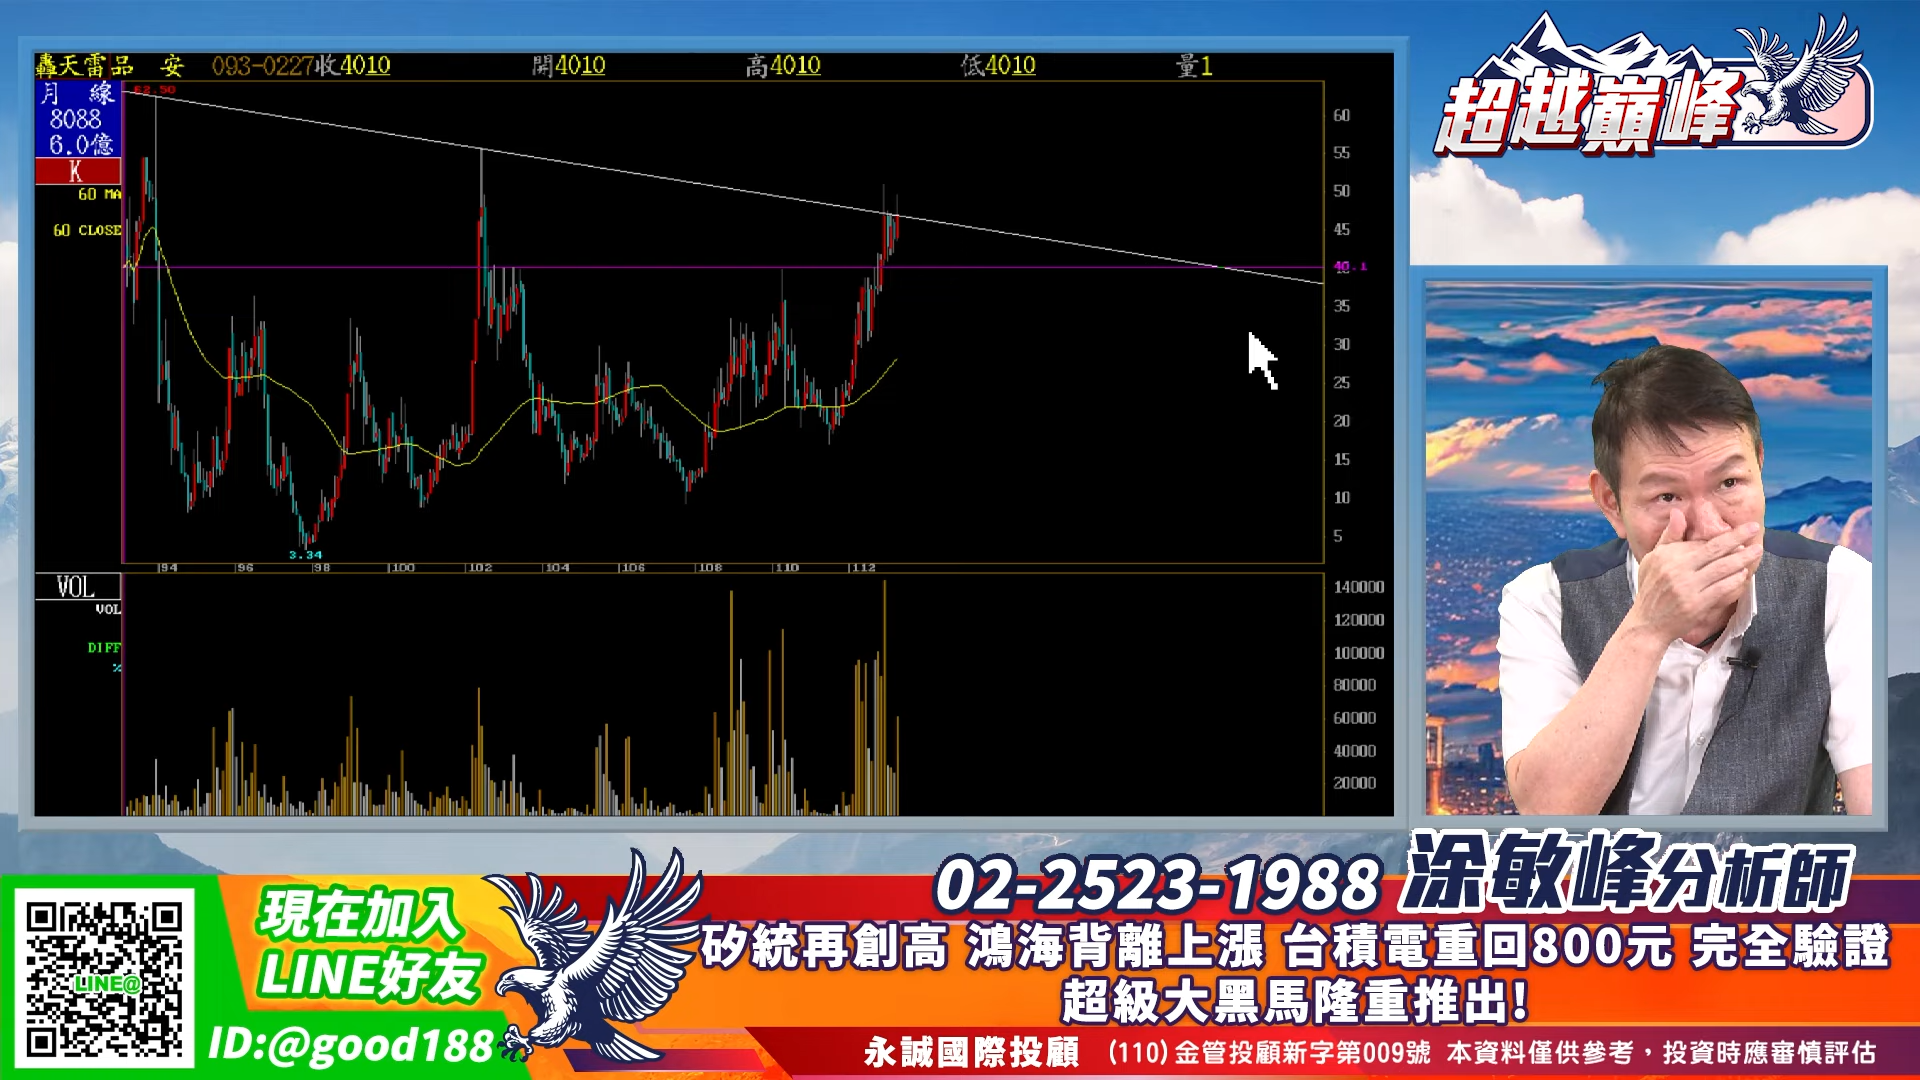 轟天雷品 安 093-0227收4010 開4010 高4010 低4010 量1
超越巔峰
月 線
8088
6.0億
K
60 MA
60 CLOSE
62.50
60
55
50
45
40.1
35
30
25
20
15
10
5
3.34
94 96 98 100 102 104 106 108 110 112
VOL
VOL
DIFF
%
140000
120000
100000
80000
60000
40000
20000
02-2523-1988 涂敏峰分析師
現在加入
LINE好友
LINE@
ID:@good188
矽統再創高 鴻海背離上漲 台積電重回800元 完全驗證
超級大黑馬隆重推出!
永誠國際投顧 (110)金管投顧新字第009號 本資料僅供參考，投資時應審慎評估